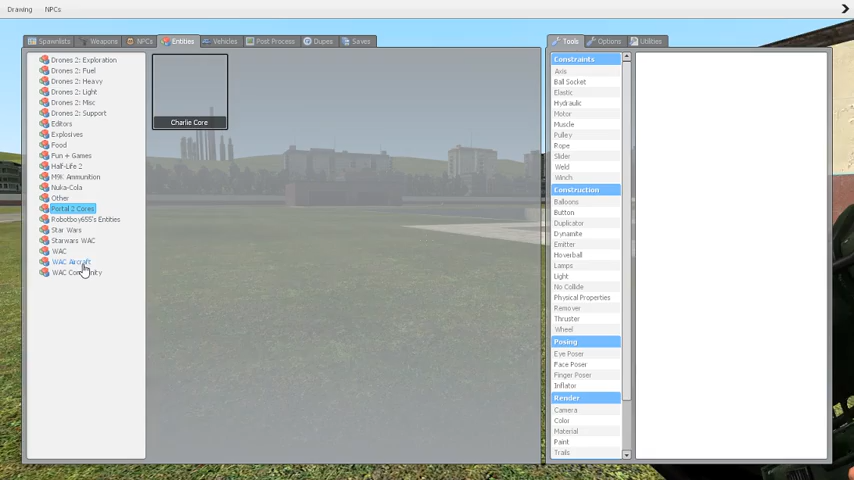 Drawing NPCs
Spawnlists Weapons NPCs Entities Vehicles Post Process Dupes Saves
Tools Options Utilities
Drones 2: Exploration
Drones 2: Fuel
Drones 2: Heavy
Drones 2: Light
Drones 2: Misc
Drones 2: Support
Editors
Explosives
Food
Fun + Games
Half-Life 2
M9K Ammunition
Nuka-Cola
Other
Portal 2 Cores
Robotboy655's Entities
Star Wars
Starwars WAC
WAC
WAC Aircraft
WAC Community
Charlie Core
Constraints
Axis
Ball Socket
Elastic
Hydraulic
Motor
Muscle
Pulley
Rope
Slider
Weld
Winch
Construction
Balloons
Button
Duplicator
Dynamite
Emitter
Hoverball
Lamps
Light
No Collide
Physical Properties
Remover
Thruster
Wheel
Posing
Eye Poser
Face Poser
Finger Poser
Inflator
Render
Camera
Color
Material
Paint
Trails